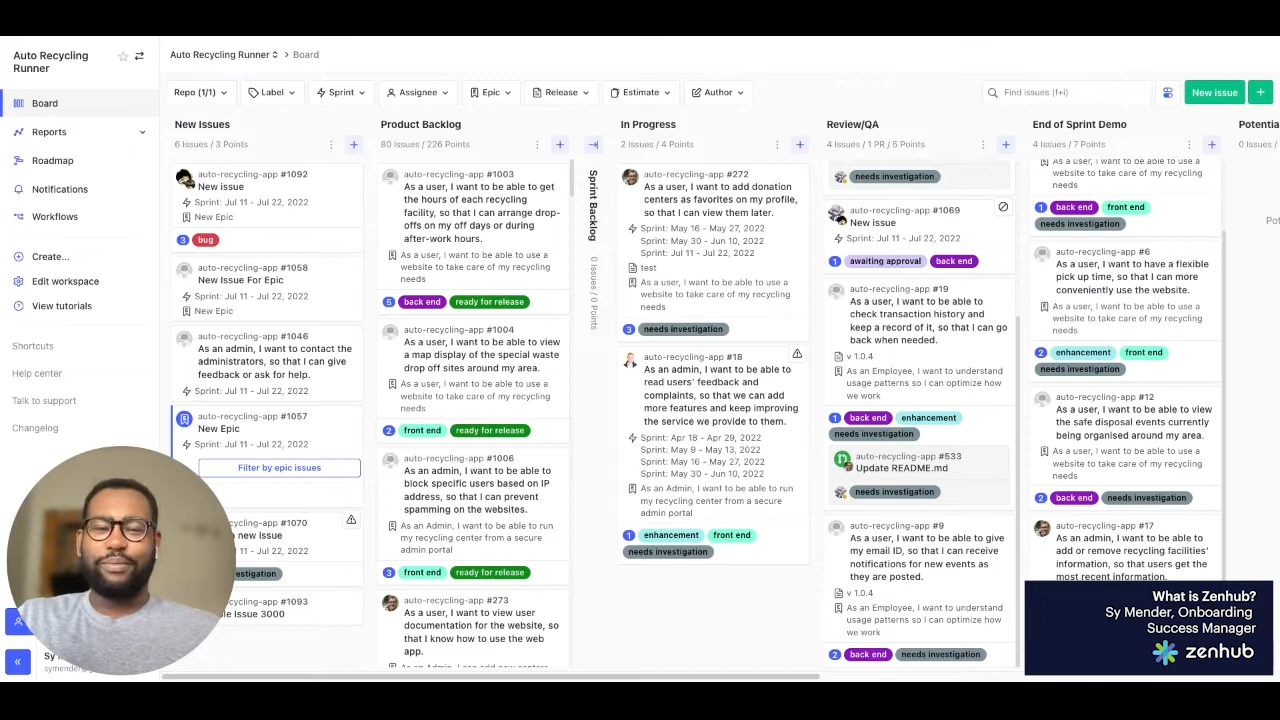 Auto Recycling
Runner
Board
Reports
Roadmap
Notifications
Workflows
Create...
Edit workspace
View tutorials
Shortcuts
Help center
Talk to support
Changelog
Auto Recycling Runner > Board
Repo (1/1)
Label
Sprint
Assignee
Epic
Release
Estimate
Author
Find issues (f+i)
New issue
New Issues
6 Issues / 3 Points
auto-recycling-app #1092
New issue
Sprint: Jul 11 - Jul 22, 2022
New Epic
3 bug
auto-recycling-app #1058
New Issue For Epic
Sprint: Jul 11 - Jul 22, 2022
New Epic
auto-recycling-app #1046
As an admin, I want to contact the
administrators, so that I can give
feedback or ask for help.
Sprint: Jul 11 - Jul 22, 2022
auto-recycling-app #1057
New Epic
Sprint: Jul 11 - Jul 22, 2022
Filter by epic issues
#1070
new issue
#1093
Issue 3000
Product Backlog
80 Issues / 226 Points
auto-recycling-app #1003
As a user, I want to be able to get
the hours of each recycling
facility, so that I can arrange drop-
offs on my off days or during
after-work hours.
As a user, I want to be able to use a
website to take care of my recycling
needs
5 back end ready for release
auto-recycling-app #1004
As a user, I want to be able to view
a map display of the special waste
drop off sites around my area.
As a user, I want to be able to use a
website to take care of my recycling
needs
2 front end ready for release
auto-recycling-app #1006
As an admin, I want to be able to
block specific users based on IP
address, so that I can prevent
spamming on the websites.
As an Admin, I want to be able to run
my recycling center from a secure
admin portal
3 front end ready for release
auto-recycling-app #273
As a user, I want to view user
documentation for the website, so
that I know how to use the web
app.
Sprint Backlog
0 Issues / 0 Points
In Progress
2 Issues / 4 Points
auto-recycling-app #272
As a user, I want to add donation
centers as favorites on my profile,
so that I can view them later.
Sprint: May 16 - May 27, 2022
Sprint: May 30 - Jun 10, 2022
Sprint: Jul 11 - Jul 22, 2022
test
As a user, I want to be able to use a
website to take care of my recycling
needs
3 needs investigation
auto-recycling-app #18
As an admin, I want to be able to
read users' feedback and
complaints, so that we can add
more features and keep improving
the service we provide to them.
Sprint: Apr 18 - Apr 29, 2022
Sprint: May 9 - May 13, 2022
Sprint: May 16 - May 27, 2022
Sprint: May 30 - Jun 10, 2022
As an Admin, I want to be able to run
my recycling center from a secure
admin portal
1 enhancement front end
needs investigation
Review/QA
4 Issues / 1 PR / 5 Points
needs investigation
auto-recycling-app #1069
New issue
Sprint: Jul 11 - Jul 22, 2022
1 awaiting approval back end
auto-recycling-app #19
As a user, I want to be able to
check transaction history and
keep a record of it, so that I can go
back when needed.
v 1.0.4
As an Employee, I want to understand
usage patterns so I can optimize how
we work
1 back end enhancement
needs investigation
auto-recycling-app #533
Update README.md
needs investigation
auto-recycling-app #9
As a user, I want to be able to give
my email ID, so that I can receive
notifications for new events as
they are posted.
v 1.0.4
As an Employee, I want to understand
usage patterns so I can optimize how
we work
2 back end needs investigation
End of Sprint Demo
4 Issues / 7 Points
As a user, I want to be able to use a
website to take care of my recycling
needs
1 back end front end
needs investigation
auto-recycling-app #6
As a user, I want to have a flexible
pick up time, so that I can more
conveniently use the website.
As a user, I want to be able to use a
website to take care of my recycling
needs
2 enhancement front end
needs investigation
auto-recycling-app #12
As a user, I want to be able to view
the safe disposal events currently
being organised around my area.
As a user, I want to be able to use a
website to take care of my recycling
needs
2 back end needs investigation
auto-recycling-app #17
As an admin, I want to be able to
add or remove recycling facilities'
information, so that users get the
most recent information.
0 Issues /
What is Zenhub?
Sy Mender, Onboarding
Success Manager
zenhub